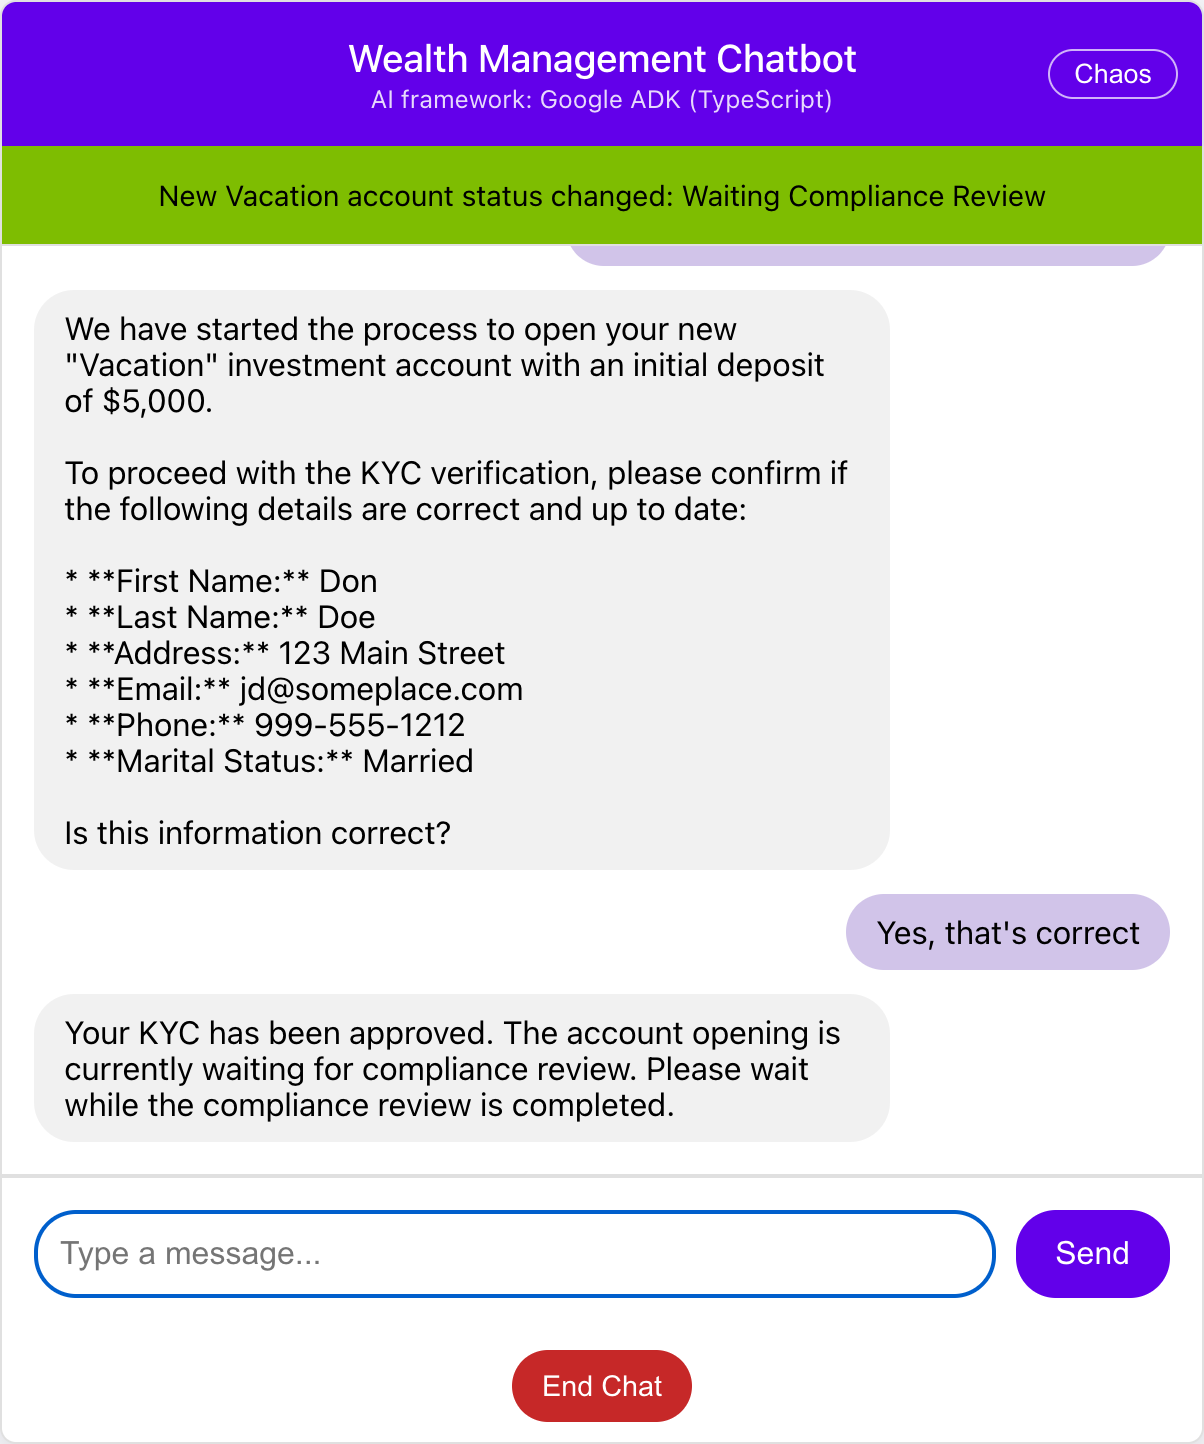 Wealth Management Chatbot
AI framework: Google ADK (TypeScript)
Chaos
New Vacation account status changed: Waiting Compliance Review
We have started the process to open your new
"Vacation" investment account with an initial deposit
of $5,000.
To proceed with the KYC verification, please confirm if
the following details are correct and up to date:
* **First Name:** Don
* **Last Name:** Doe
* **Address:** 123 Main Street
* **Email:** jd@someplace.com
* **Phone:** 999-555-1212
* **Marital Status:** Married
Is this information correct?
Yes, that's correct
Your KYC has been approved. The account opening is
currently waiting for compliance review. Please wait
while the compliance review is completed.
Type a message...
Send
End Chat